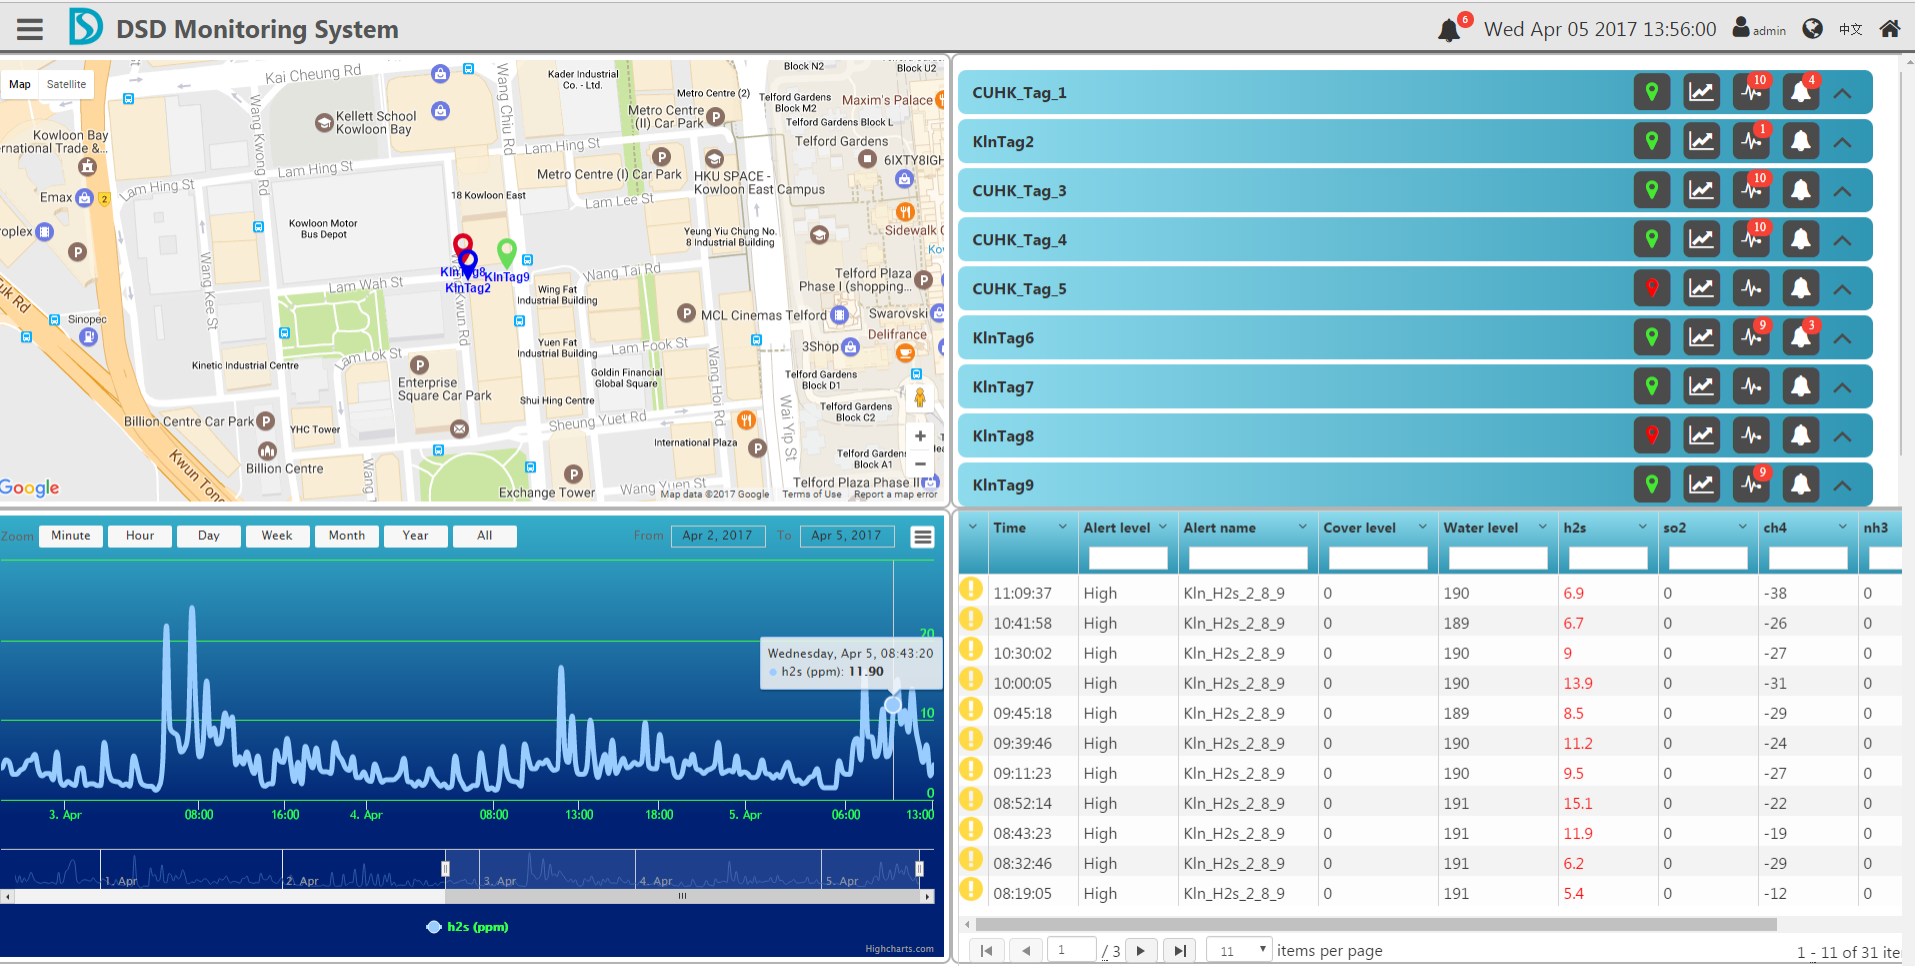 DSD Monitoring System
6
Wed Apr 05 2017 13:56:00
admin
中文
Map
Satellite
Kai Cheung Rd
Wang Kwong Rd
Wang Chiu Rd
Kader Industrial
Co. - Ltd.
Block N2
Telford Gardens
Block U2
Metro Centre (2)
Telford Gardens
Block M2
Maxim's Palace
Metro Centre
(II) Car Park
Telford Gardens
Block L
Kellett School
Kowloon Bay
Kowloon Bay
ernational Trade &...
Lam Hing St
Lam Hing St
Lam Hing St
Telford Gardens
6IXTY8IGH
Metro Centre (I) Car Park
HKU SPACE -
Kowloon East Campus
Emax
2
18 Kowloon East
Lam Lee St
roplex
Kowloon Motor
Bus Depot
Yeung Yiu Chung No.
8 Industrial Building
Sidewalk
KlnTag8
KlnTag9
KlnTag2
Wang Tai Rd
Telford Plaza
Phase I (shopping...
Wang Kee St
Lam Wah St
Wing Fat
Industrial Building
Kwun Rd
uk Rd
Sinopec
MCL Cinemas Telford
Swarovski
Delifrance
Yuen Fat
Industrial Building
Lam Fook St
3Shop
Kinetic Industrial Centre
Lam Lok St
Goldin Financial
Global Square
Telford Gardens
Block D1
Enterprise
Square Car Park
Shui Hing Centre
Wang Hoi Rd
Wai Yip St
Telford Gardens
Block C2
Billion Centre Car Park
YHC Tower
Sheung Yuet Rd
International Plaza
Telford Gardens
Block A1
Billion Centre
Kwun Tong
Wang
Exchange Tower
Wang Yuen St
Telford Plaza Phase II
Google
Map data ©2017 Google
Terms of Use
Report a map error
CUHK_Tag_1
10
4
KlnTag2
1
CUHK_Tag_3
10
CUHK_Tag_4
10
CUHK_Tag_5
KlnTag6
9
3
KlnTag7
KlnTag8
KlnTag9
9
Zoom
Minute
Hour
Day
Week
Month
Year
All
From
Apr 2, 2017
To
Apr 5, 2017
20
10
0
Wednesday, Apr 5, 08:43:20
h2s (ppm): 11.90
3. Apr
08:00
16:00
4. Apr
08:00
13:00
18:00
5. Apr
06:00
13:00
1. Apr
2. Apr
3. Apr
4. Apr
5. Apr
h2s (ppm)
Highcharts.com
Time Alert level Alert name Cover level Water level h2s so2 ch4 nh3
11:09:37 High Kln_H2s_2_8_9 0 190 6.9 0 -38 0
10:41:58 High Kln_H2s_2_8_9 0 189 6.7 0 -26 0
10:30:02 High Kln_H2s_2_8_9 0 190 9 0 -27 0
10:00:05 High Kln_H2s_2_8_9 0 190 13.9 0 -31 0
09:45:18 High Kln_H2s_2_8_9 0 189 8.5 0 -29 0
09:39:46 High Kln_H2s_2_8_9 0 190 11.2 0 -24 0
09:11:23 High Kln_H2s_2_8_9 0 190 9.5 0 -27 0
08:52:14 High Kln_H2s_2_8_9 0 191 15.1 0 -22 0
08:43:23 High Kln_H2s_2_8_9 0 191 11.9 0 -19 0
08:32:46 High Kln_H2s_2_8_9 0 191 6.2 0 -29 0
08:19:05 High Kln_H2s_2_8_9 0 191 5.4 0 -12 0
1 / 3
11
items per page
1 - 11 of 31 ite